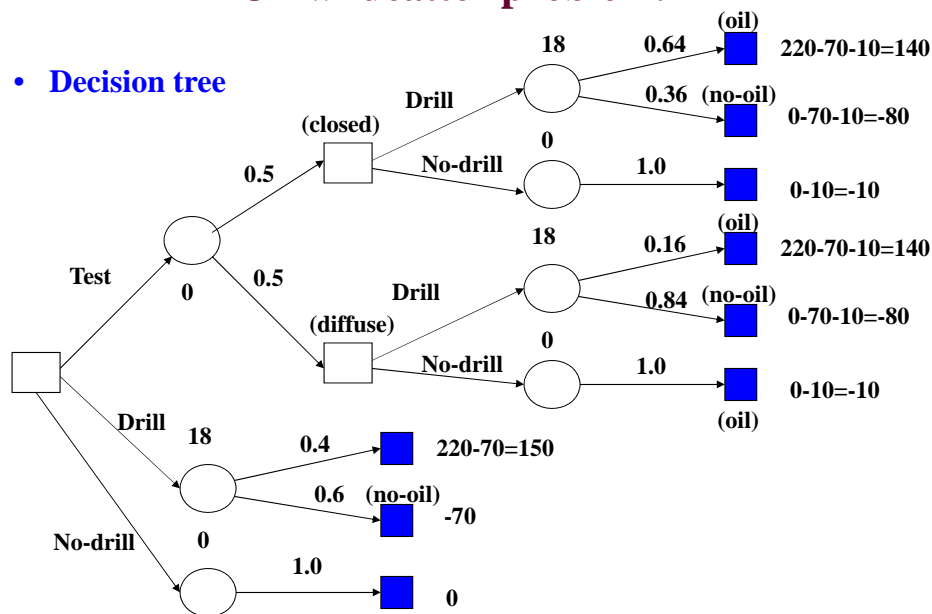 • Decision tree
Test
0
0.5
(closed)
Drill
18
0.64
(oil)
220-70-10=140
0.36
(no-oil)
0-70-10=-80
No-drill
0
1.0
0-10=-10
0.5
(diffuse)
Drill
18
0.16
(oil)
220-70-10=140
0.84
(no-oil)
0-70-10=-80
No-drill
0
1.0
0-10=-10
Drill
18
0.4
(oil)
220-70=150
0.6
(no-oil)
-70
No-drill
0
1.0
0